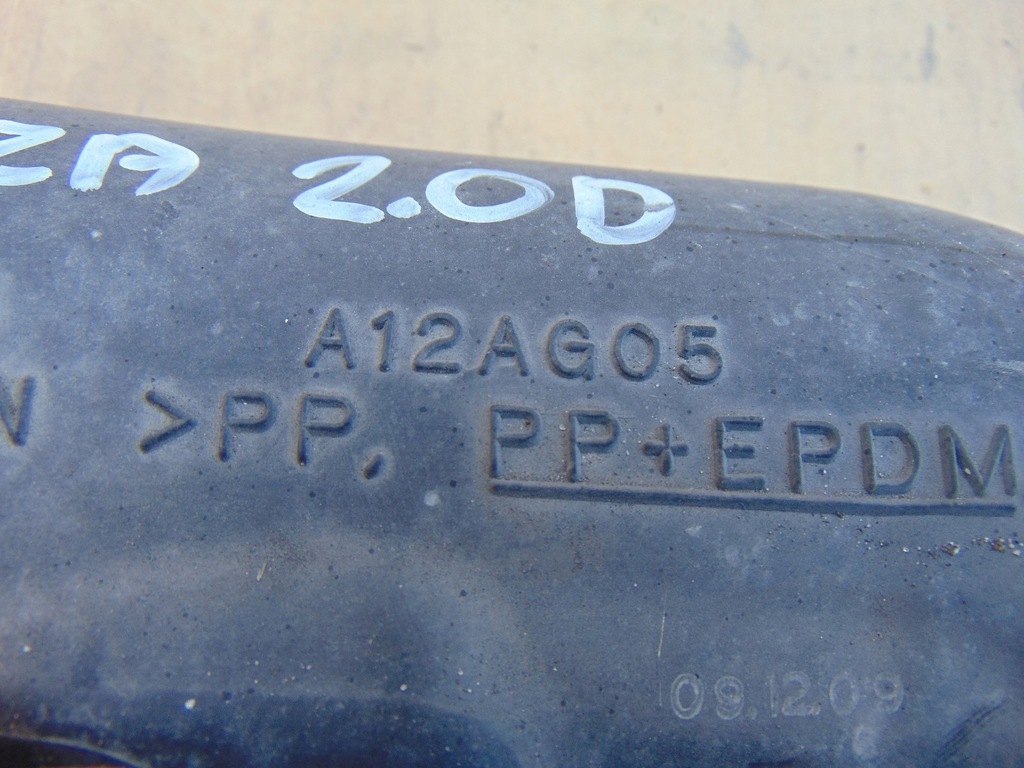 ZA 2.0D
A12AG05
N >PP, PP+EPDM
09.12.09